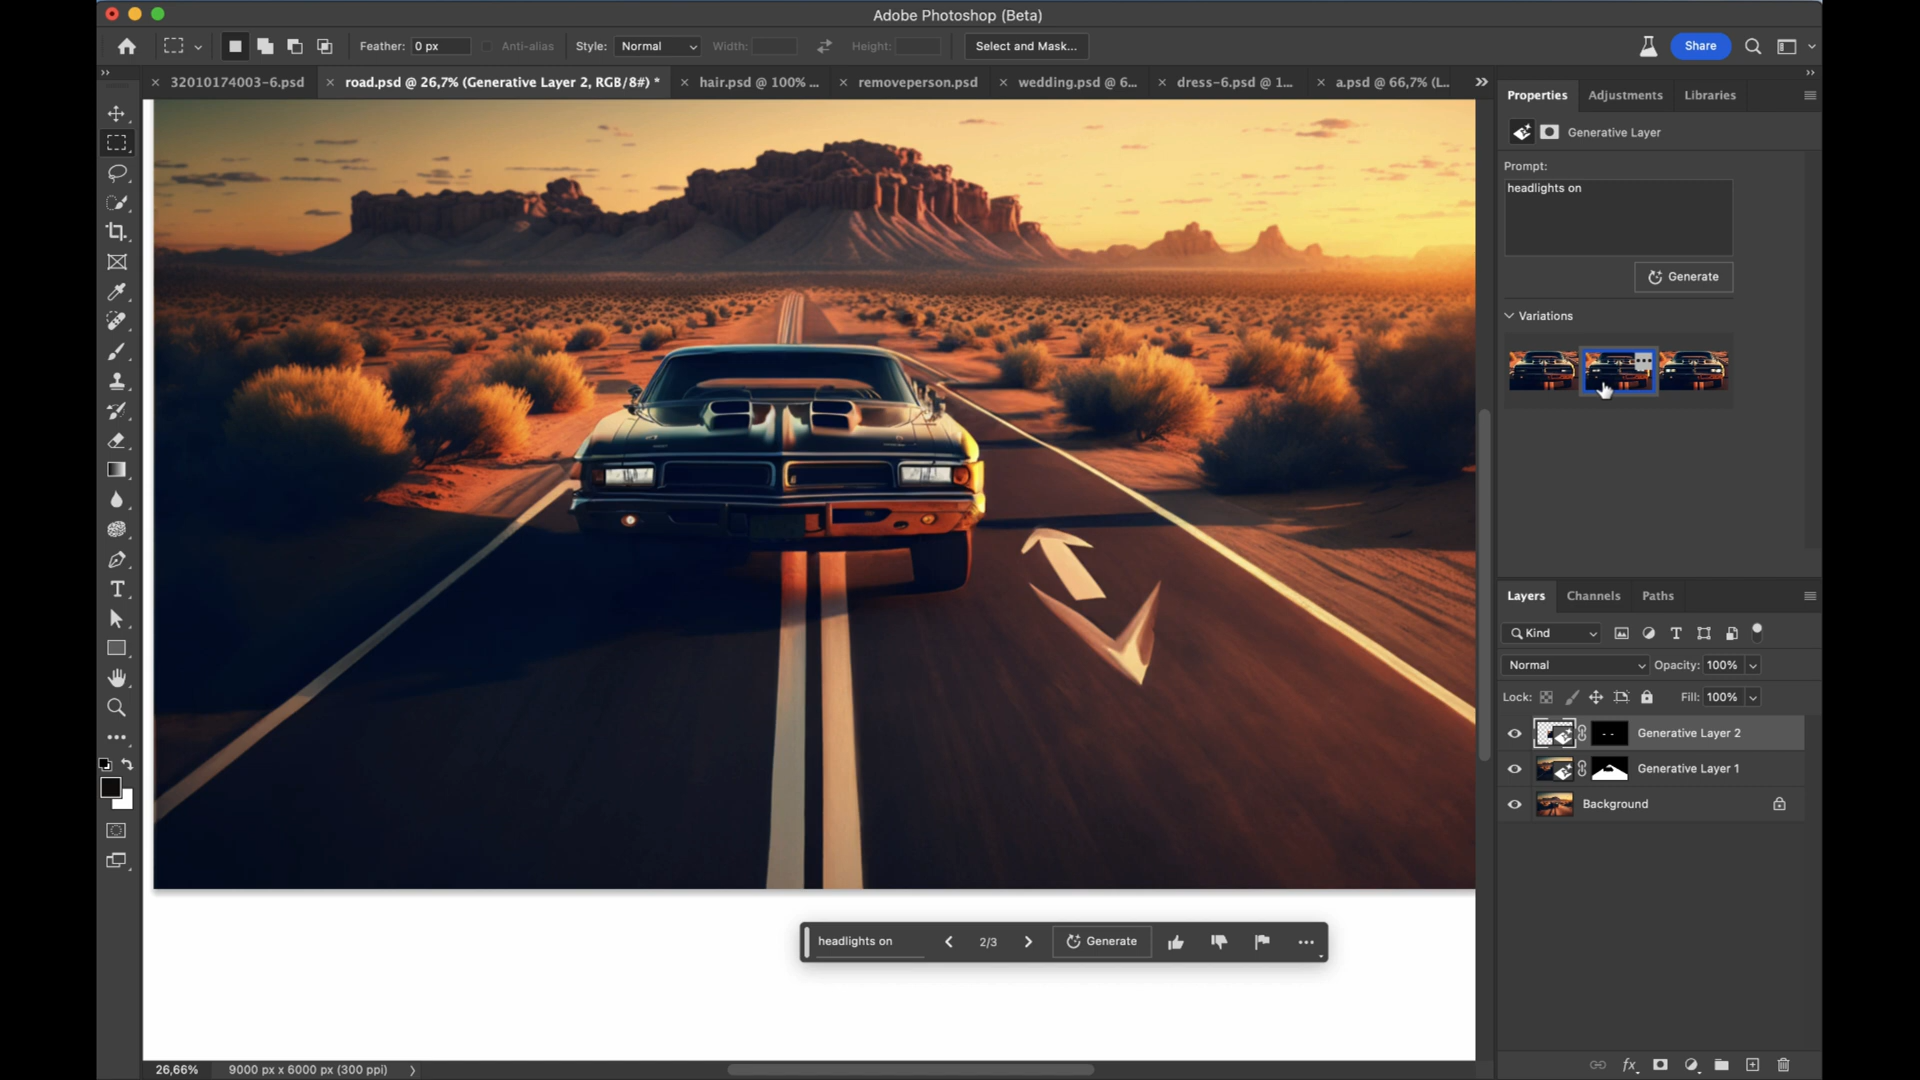 Adobe Photoshop (Beta)
Feather: 0 px Anti-alias Style: Normal Width: Height: Select and Mask... Share
32010174003-6.psd road.psd @ 26,7% (Generative Layer 2, RGB/8#) * hair.psd @ 100% ... removeperson.psd wedding.psd @ 6... dress-6.psd @ 1... a.psd @ 66,7% (L...
Properties Adjustments Libraries
Generative Layer
Prompt:
headlights on
Generate
Variations
Layers Channels Paths
Kind
Normal Opacity: 100%
Lock: Fill: 100%
Generative Layer 2
Generative Layer 1
Background
headlights on 2/3 Generate
26,66% 9000 px x 6000 px (300 ppi)